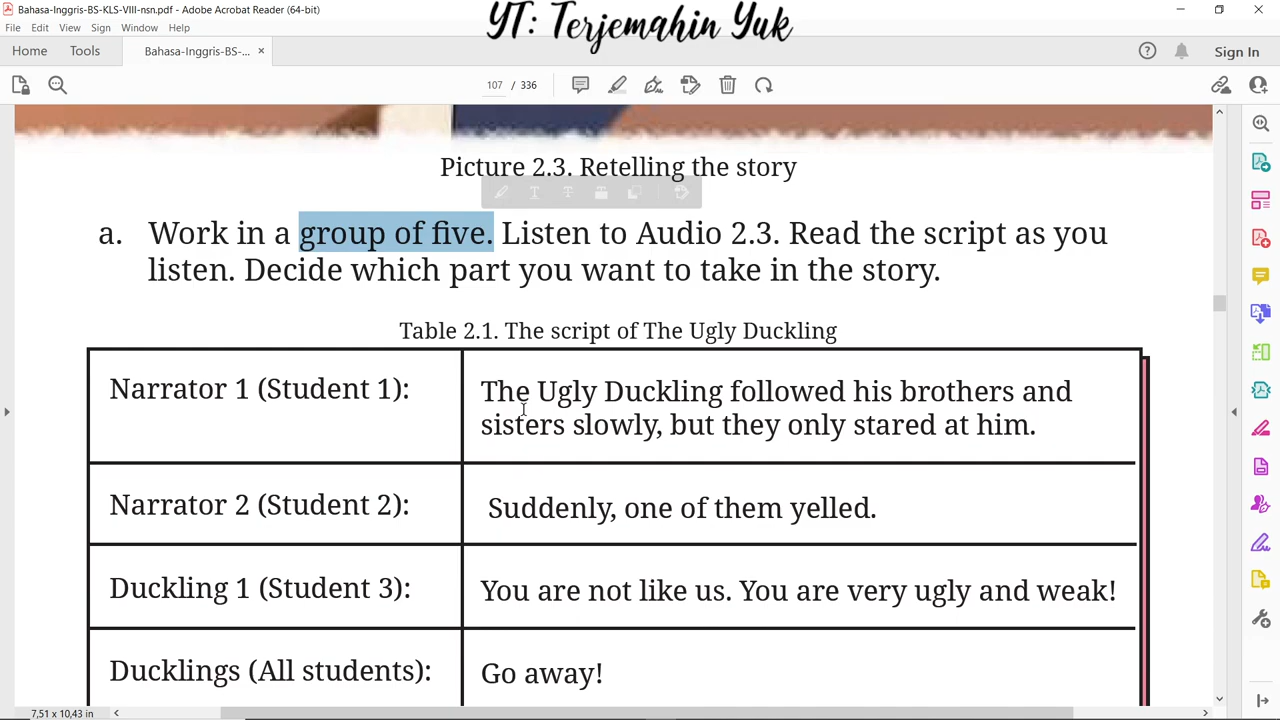 Bahasa-Inggris-BS-KLS-VIII-nsn.pdf - Adobe Acrobat Reader (64-bit)
YT: Terjemahin Yuk
File Edit View Sign Window Help
Home Tools Bahasa-Inggris-BS-... × Sign In
107 / 336
Picture 2.3. Retelling the story
a. Work in a group of five. Listen to Audio 2.3. Read the script as you
listen. Decide which part you want to take in the story.
Table 2.1. The script of The Ugly Duckling
Narrator 1 (Student 1): The Ugly Duckling followed his brothers and
sisters slowly, but they only stared at him.
Narrator 2 (Student 2): Suddenly, one of them yelled.
Duckling 1 (Student 3): You are not like us. You are very ugly and weak!
Ducklings (All students): Go away!
7,51 x 10,43 in